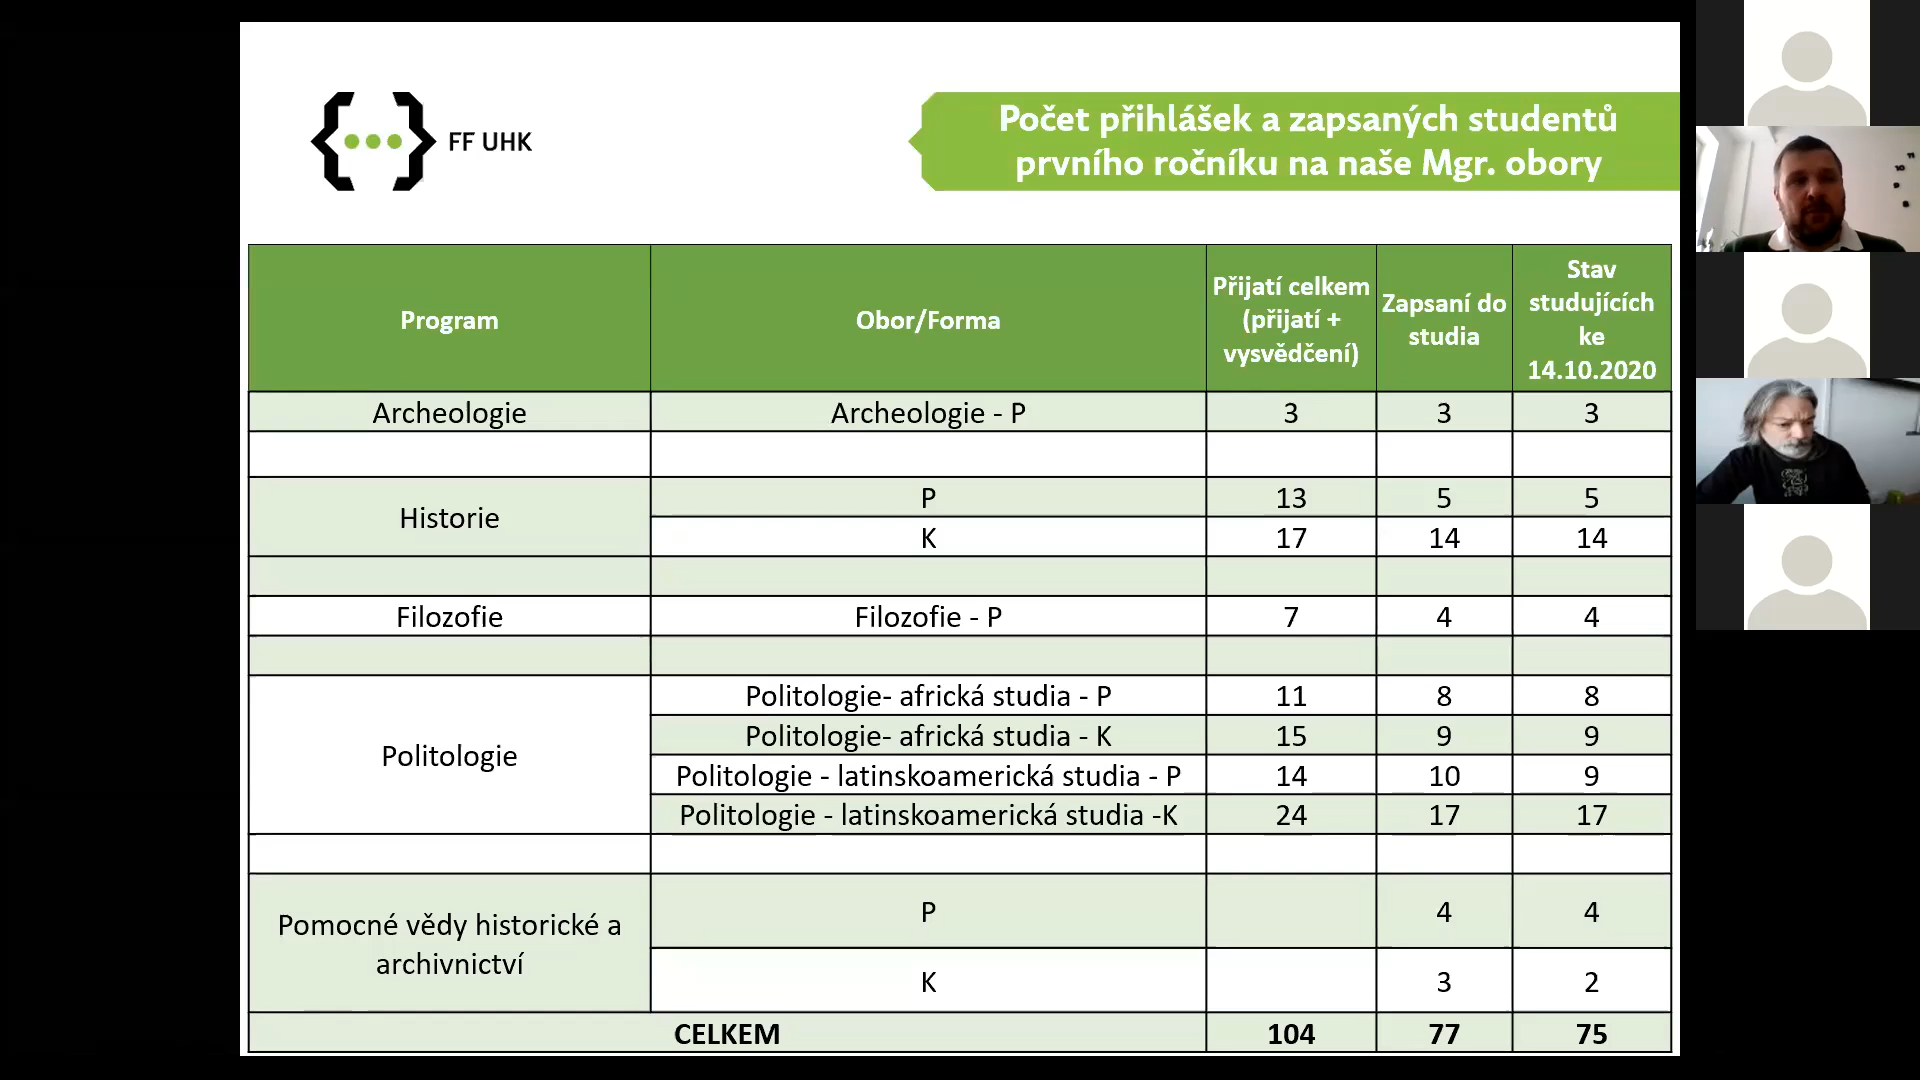 FF UHK
Počet přihlášek a zapsaných studentů
prvního ročníku na naše Mgr. obory
Program
Obor/Forma
Přijatí celkem
(přijatí +
vysvědčení)
Zapsaní do
studia
Stav
studujících
ke
14.10.2020
Archeologie
Archeologie - P
3
3
3
Historie
P
13
5
5
K
17
14
14
Filozofie
Filozofie - P
7
4
4
Politologie
Politologie- africká studia - P
11
8
8
Politologie- africká studia - K
15
9
9
Politologie - latinskoamerická studia - P
14
10
9
Politologie - latinskoamerická studia -K
24
17
17
Pomocné vědy historické a
archivnictví
P
4
4
K
3
2
CELKEM
104
77
75